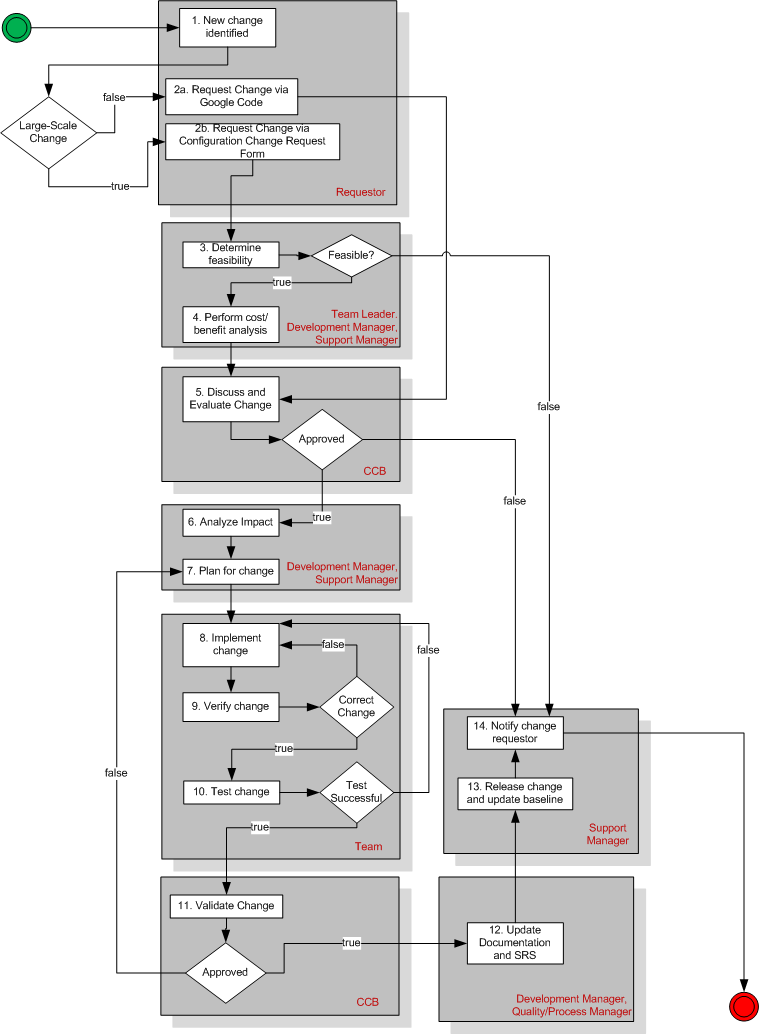 1. New change
identified
false
2a. Request Change via
Google Code
Large-Scale
Change
2b. Request Change via
Configuration Change Request
Form
true
Requestor
3. Determine
feasibility
Feasible?
true
4. Perform cost/
benefit analysis
Team Leader.
Development Manager,
Support Manager
5. Discuss and
Evaluate Change
false
Approved
CCB
false
true
6. Analyze Impact
7. Plan for change
Development Manager,
Support Manager
8. Implement
change
false
false
9. Verify change
Correct
Change
14. Notify change
requestor
true
false
10. Test change
Test
Successful
13. Release change
and update baseline
true
Team
Support
Manager
11. Validate Change
Approved
true
12. Update
Documentation
and SRS
CCB
Development Manager,
Quality/Process Manager